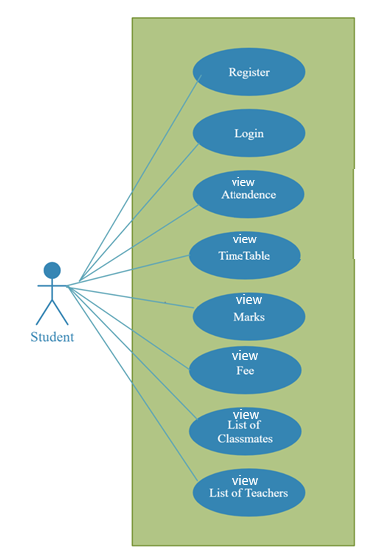 Register
Login
view
Attendence
view
TimeTable
view
Marks
view
Fee
view
List of
Classmates
view
List of Teachers
Student